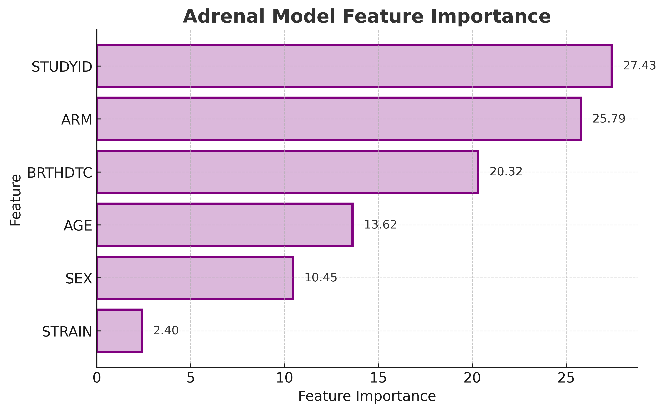 Adrenal Model Feature Importance
STUDYID
27.43
ARM
25.79
BRTHDTC
20.32
AGE
13.62
SEX
10.45
STRAIN
2.40
Feature
0 5 10 15 20 25
Feature Importance